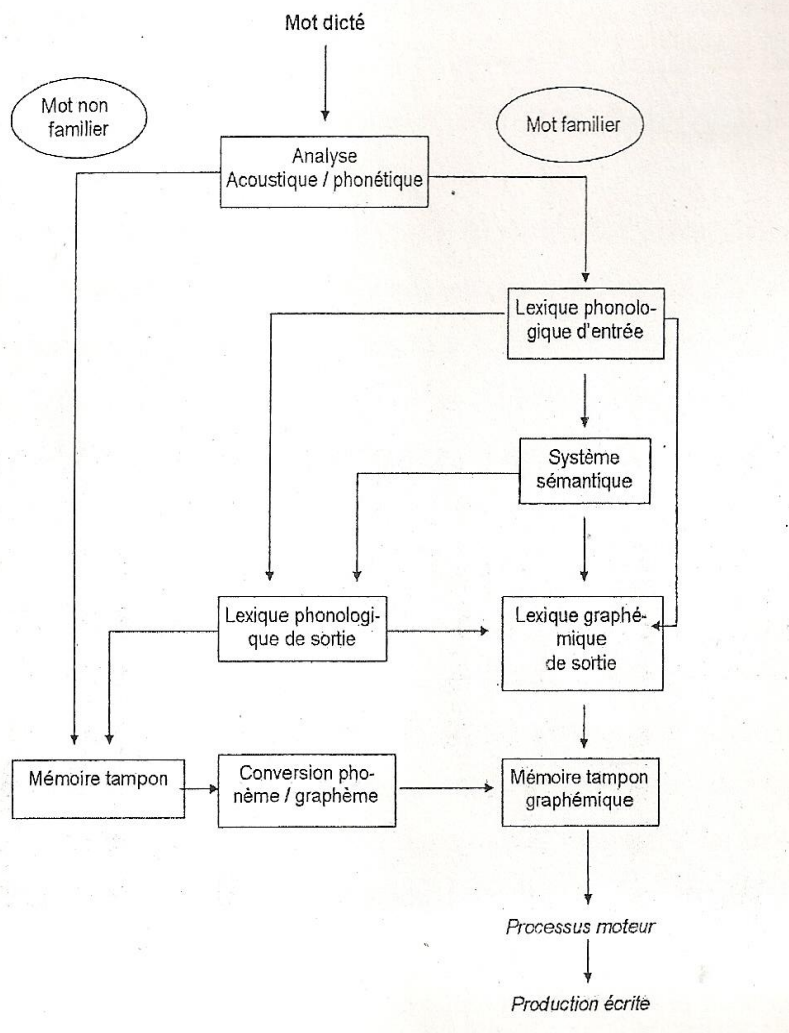 Mot dicté
Mot non
familier
Mot familier
Analyse
Acoustique / phonétique
Lexique phonolo-
gique d'entrée
Système
sémantique
Lexique phonologi-
que de sortie
Lexique graphé-
mique
de sortie
Mémoire tampon
Conversion pho-
nème / graphème
Mémoire tampon
graphémique
Processus moteur
Production écrite